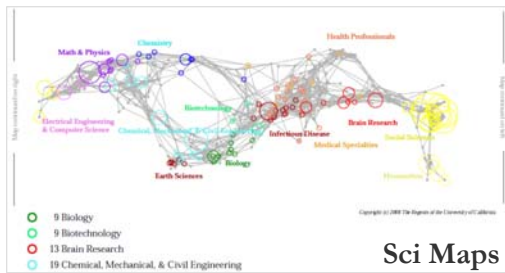 Health Professionals
Chemistry
Math & Physics
Biotechnology
Electrical Engineering
& Computer Science
Chemical, Mechanical, & Civil Engineering
Infectious Disease
Brain Research
Social Sciences
Medical Specialties
Biology
Earth Sciences
Humanities
Copyright (c) 2008 The Regents of the University of California
9 Biology
9 Biotechnology
13 Brain Research
19 Chemical, Mechanical, & Civil Engineering
Sci Maps